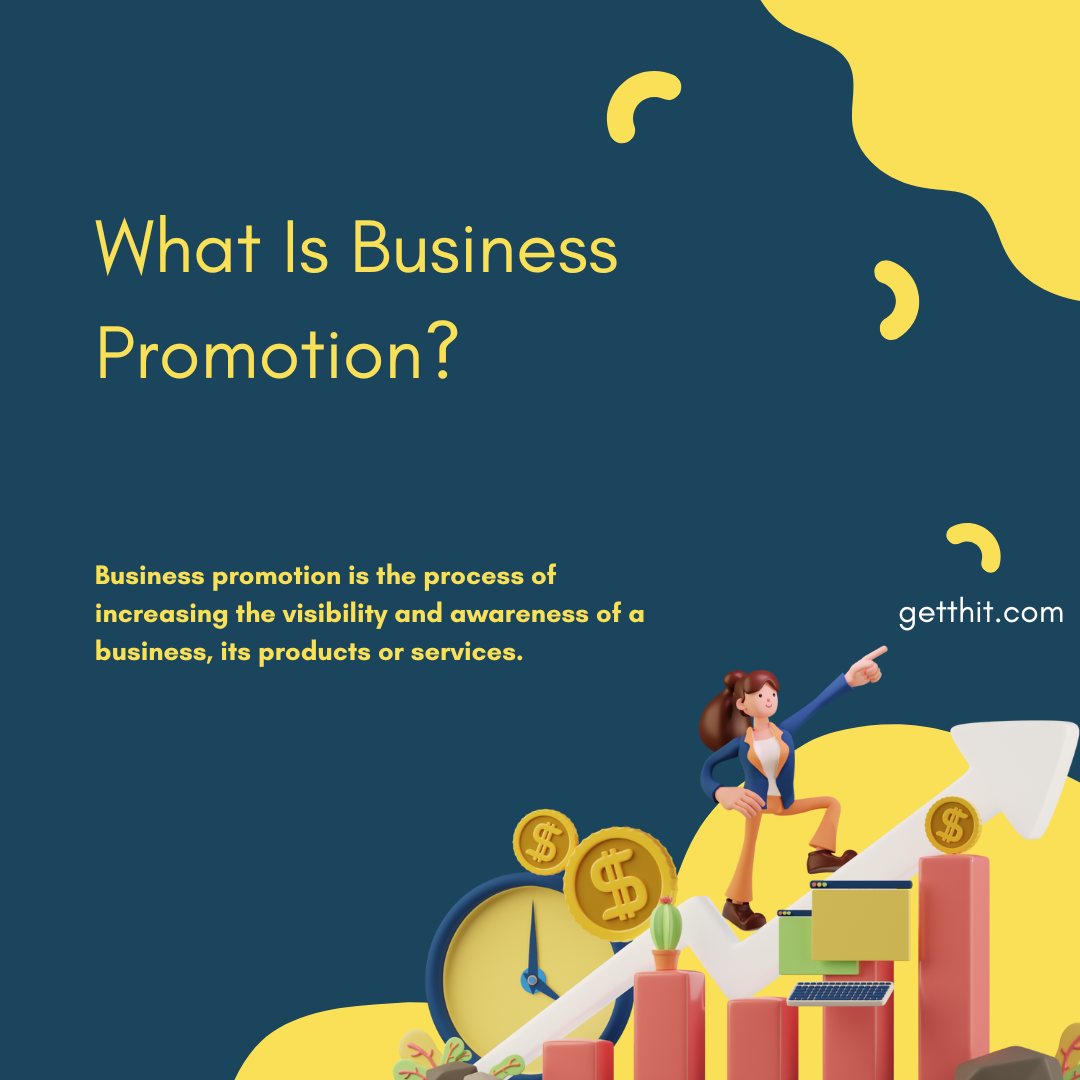 What Is Business
Promotion?
Business promotion is the process of
increasing the visibility and awareness of a
business, its products or services.
getthit.com
$
$
$